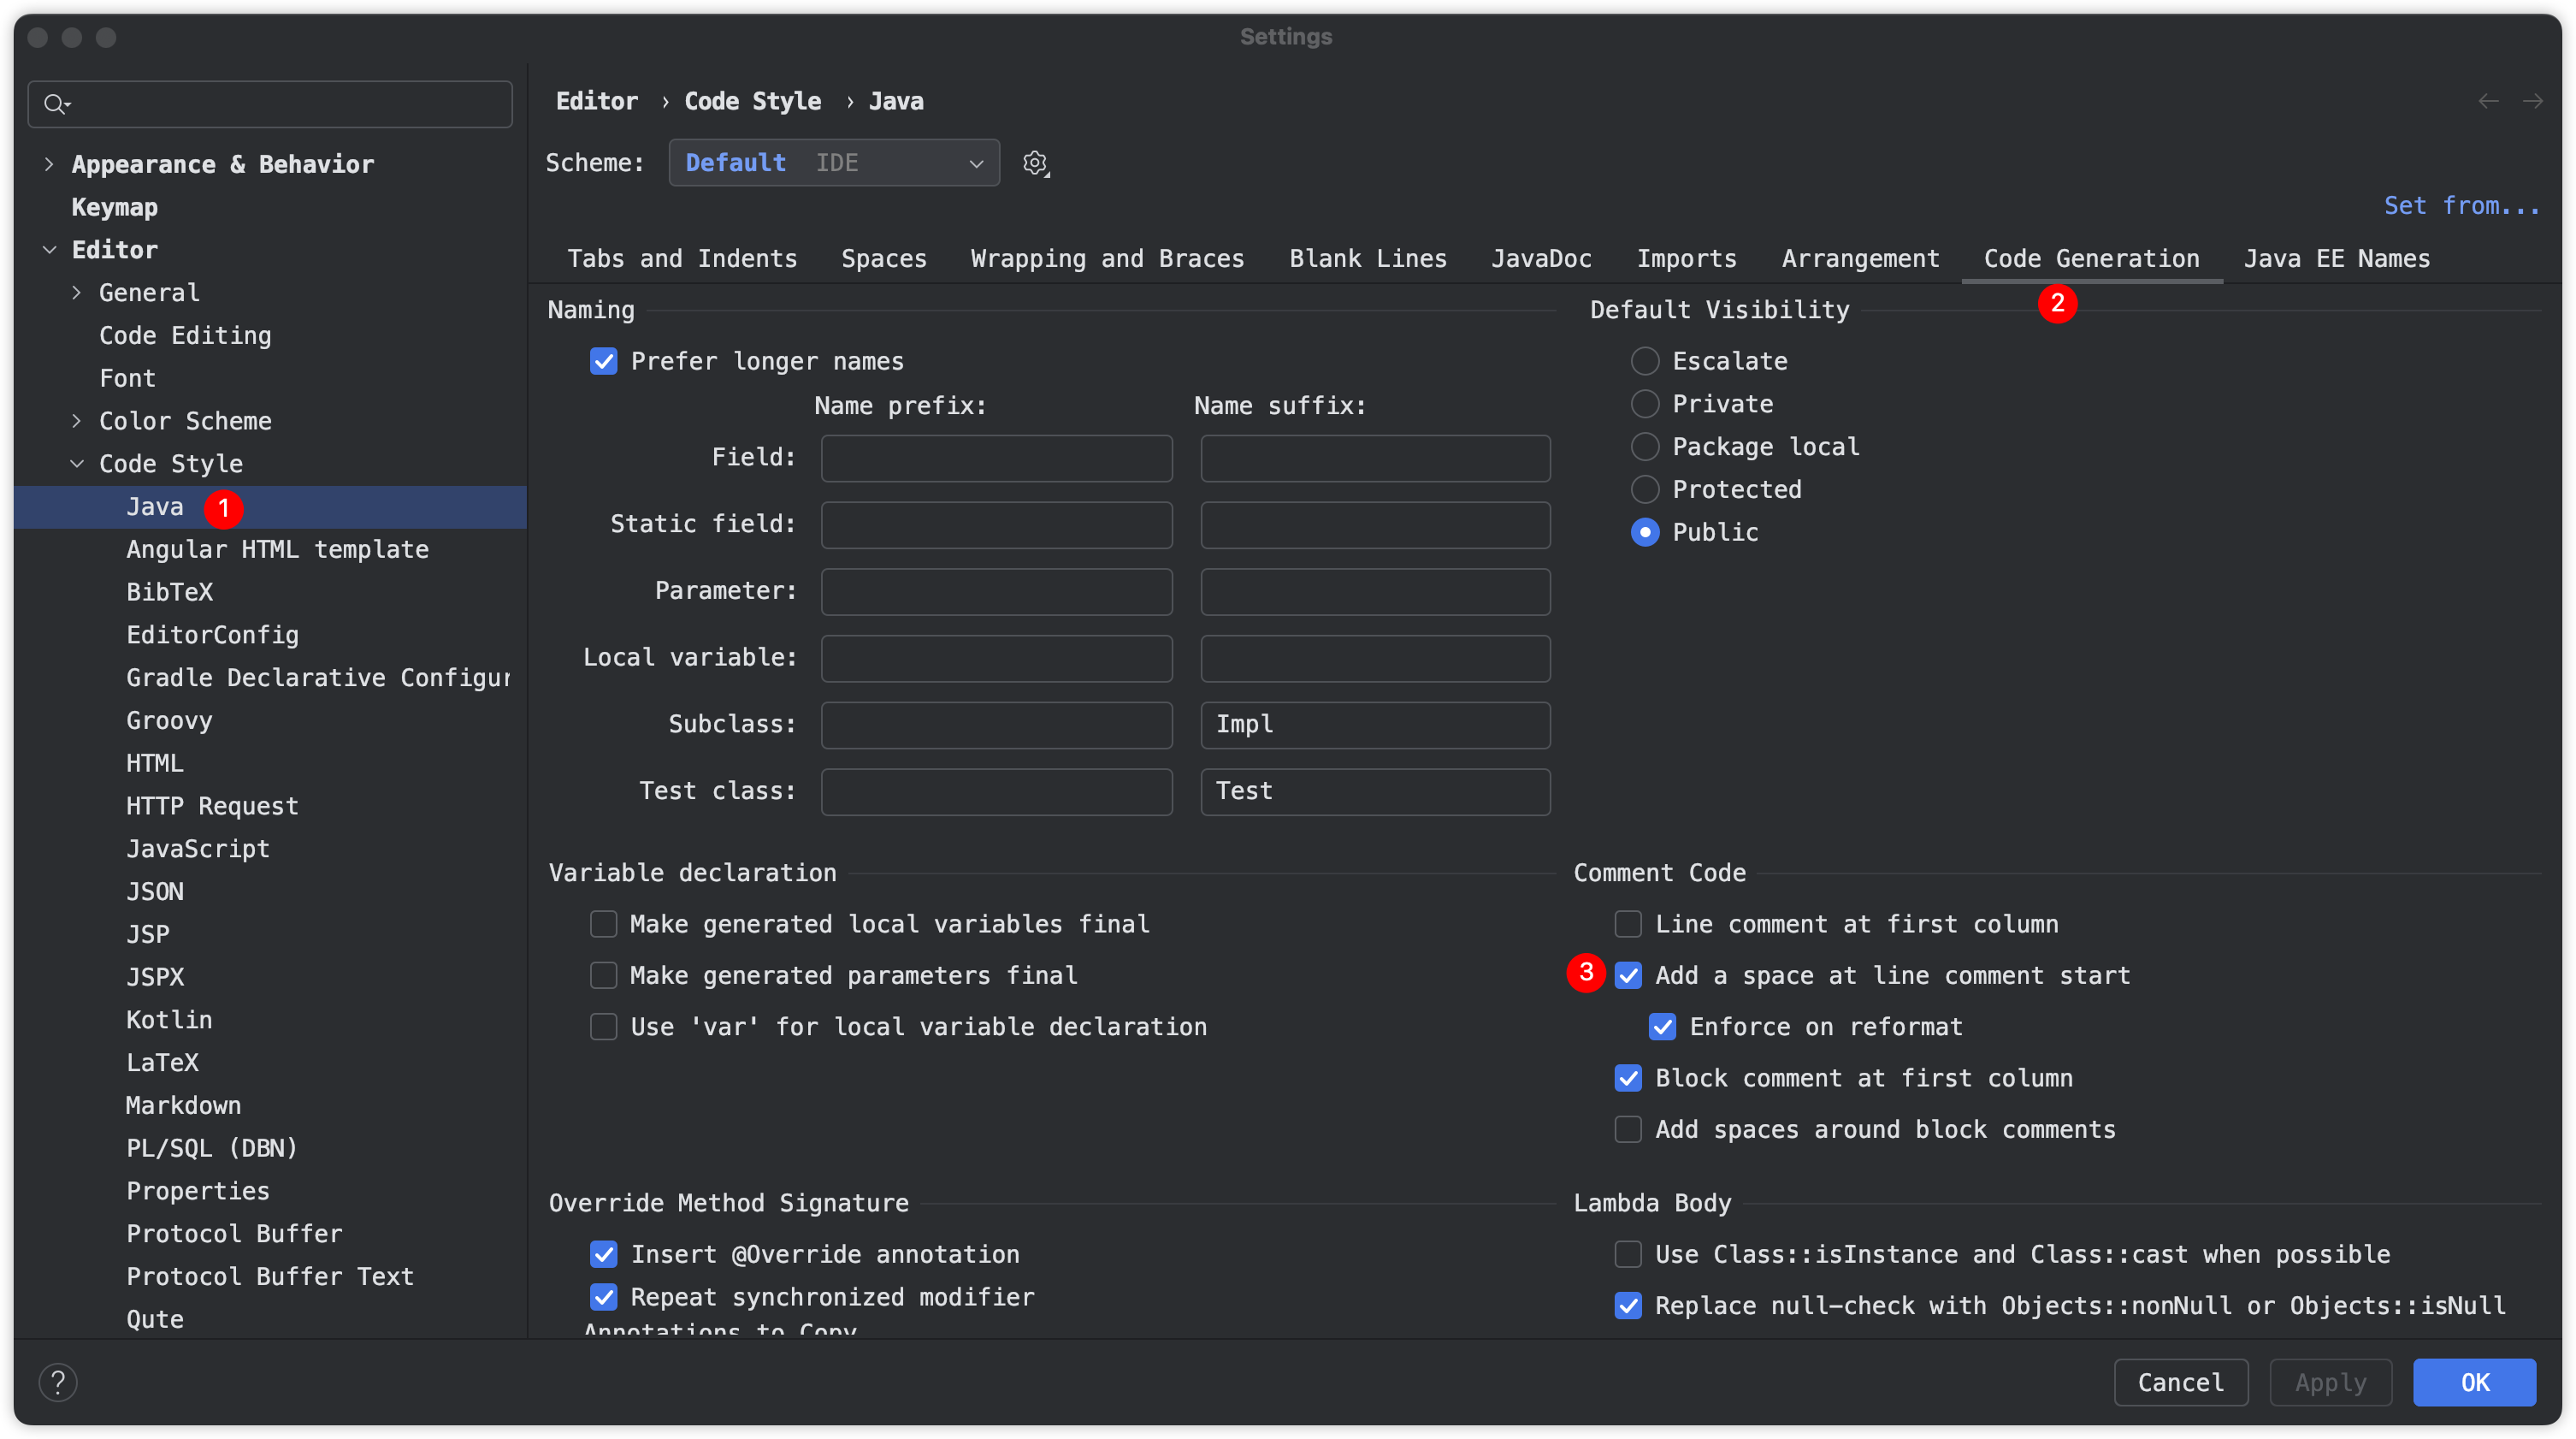 Settings
Appearance & Behavior
Keymap
Editor
General
Code Editing
Font
Color Scheme
Code Style
Java 1
Angular HTML template
BibTeX
EditorConfig
Gradle Declarative Configur
Groovy
HTML
HTTP Request
JavaScript
JSON
JSP
JSPX
Kotlin
LaTeX
Markdown
PL/SQL (DBN)
Properties
Protocol Buffer
Protocol Buffer Text
Qute
Editor › Code Style › Java
Scheme: Default IDE
Set from...
Tabs and Indents Spaces Wrapping and Braces Blank Lines JavaDoc Imports Arrangement Code Generation Java EE Names
2
Naming
Prefer longer names
Name prefix: Name suffix:
Field:
Static field:
Parameter:
Local variable:
Subclass: Impl
Test class: Test
Default Visibility
Escalate
Private
Package local
Protected
Public
Variable declaration
Make generated local variables final
Make generated parameters final
Use 'var' for local variable declaration
Comment Code
Line comment at first column
3 Add a space at line comment start
Enforce on reformat
Block comment at first column
Add spaces around block comments
Override Method Signature
Insert @Override annotation
Repeat synchronized modifier
Annotations to Copy
Lambda Body
Use Class::isInstance and Class::cast when possible
Replace null-check with Objects::nonNull or Objects::isNull
? Cancel Apply OK